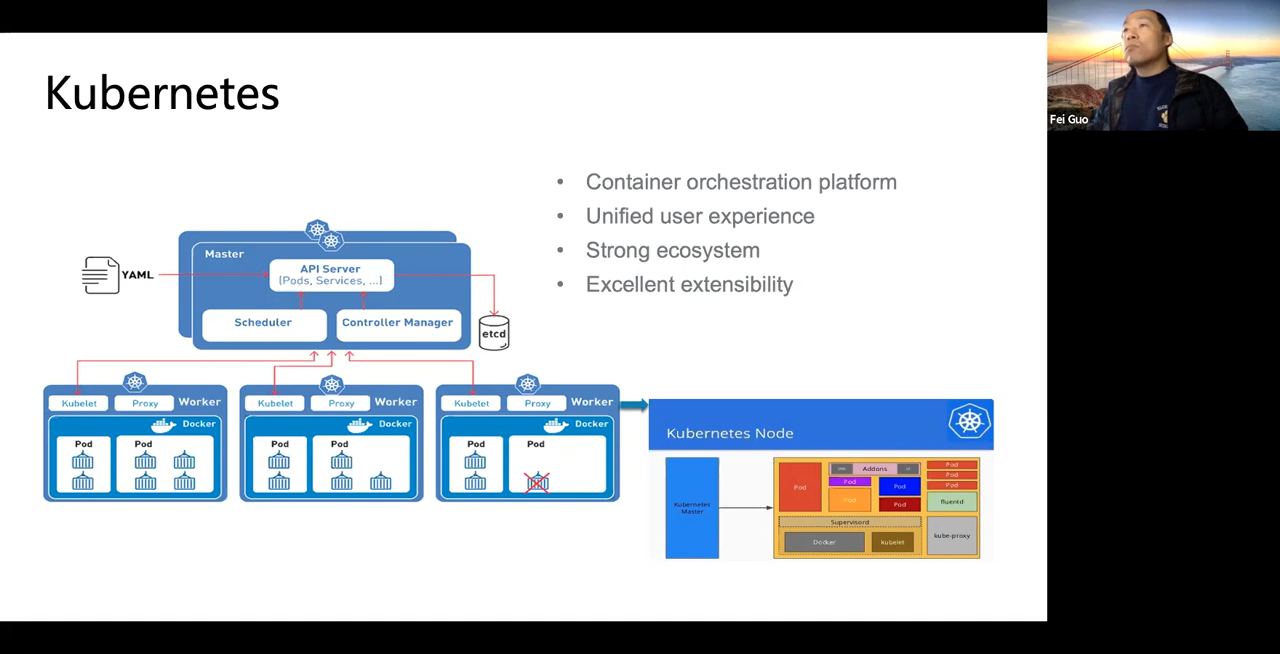 Kubernetes
Fei Guo
• Container orchestration platform
• Unified user experience
• Strong ecosystem
• Excellent extensibility
YAML
Master
API Server
(Pods, Services, ...)
Scheduler
Controller Manager
etcd
Kubelet
Proxy
Worker
Docker
Pod
Pod
Kubelet
Proxy
Worker
Docker
Pod
Pod
Kubelet
Proxy
Worker
Docker
Pod
Pod
Kubernetes Node
Kubernetes
Master
Pod
Addons
Pod
Pod
Pod
Pod
Pod
Pod
Pod
fluentd
Supervisord
Docker
kubelet
kube-proxy